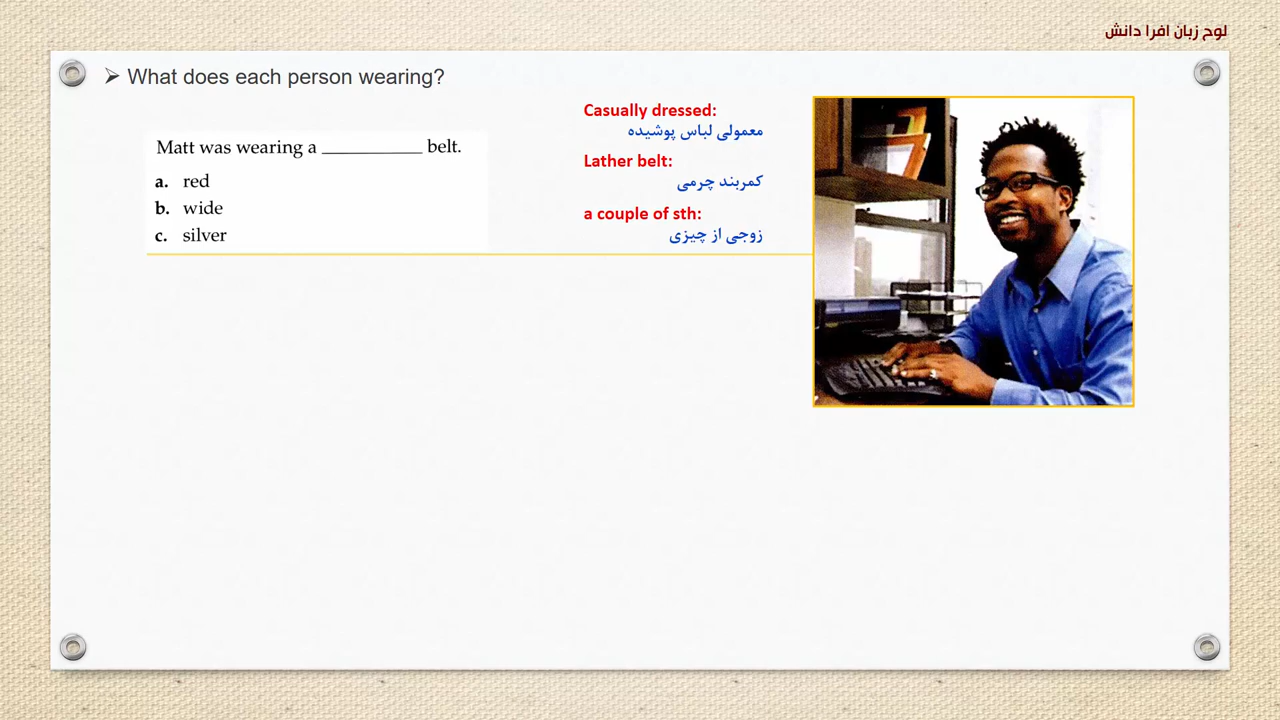 لوح زبان افرا دانش
➢ What does each person wearing?
Matt was wearing a __________ belt.
a. red
b. wide
c. silver
Casually dressed:
معمولی لباس پوشیده
Lather belt:
کمربند چرمی
a couple of sth:
زوجی از چیزی